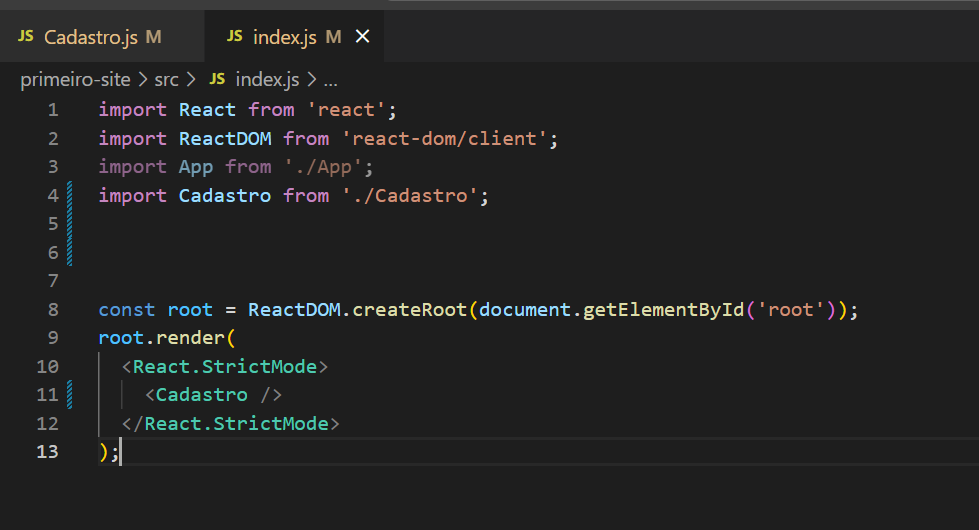 JS Cadastro.js M JS index.js M ×
primeiro-site > src > JS index.js > ...
1 import React from 'react';
2 import ReactDOM from 'react-dom/client';
3 import App from './App';
4 import Cadastro from './Cadastro';
5
6
7
8 const root = ReactDOM.createRoot(document.getElementById('root'));
9 root.render(
10 <React.StrictMode>
11 <Cadastro />
12 </React.StrictMode>
13 );